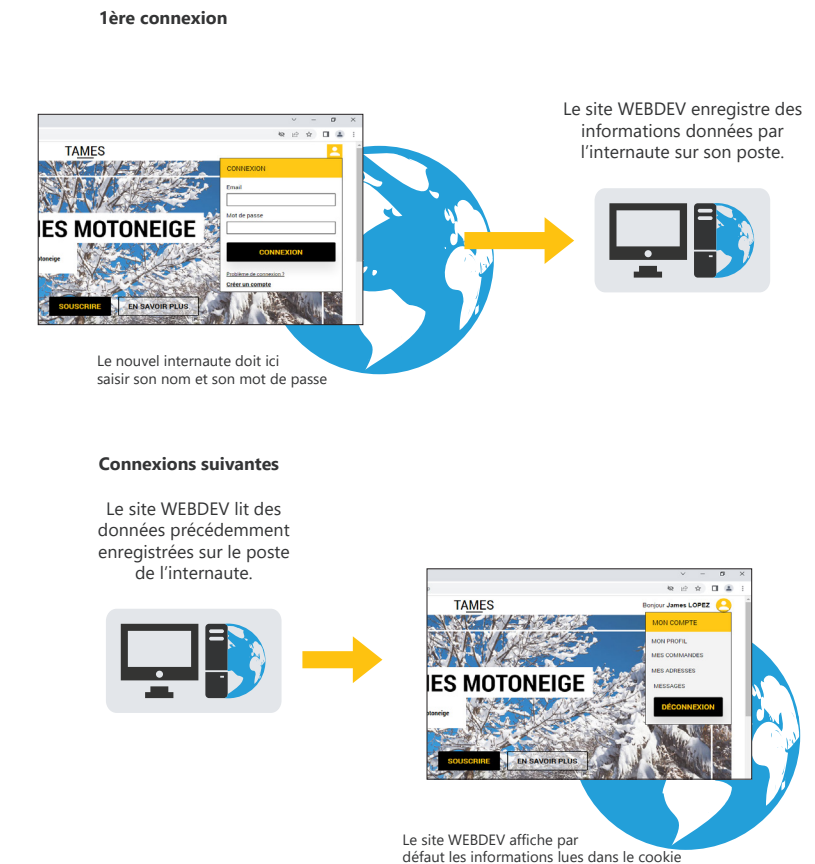 1ère connexion
Le site WEBDEV enregistre des
informations données par
l'internaute sur son poste.
TAMES
CONNEXION
Email
Mot de passe
IES MOTONEIGE
CONNEXION
Problème de connexion ?
Créer un compte
SOUSCRIRE
EN SAVOIR PLUS
Le nouvel internaute doit ici
saisir son nom et son mot de passe
Connexions suivantes
Le site WEBDEV lit des
données précédemment
enregistrées sur le poste
de l'internaute.
TAMES
Bonjour James LOPEZ
MON COMPTE
MON PROFIL
MES COMMANDES
MES ADRESSES
MESSAGES
IES MOTONEIGE
DÉCONNEXION
SOUSCRIRE
EN SAVOIR PLUS
Le site WEBDEV affiche par
défaut les informations lues dans le cookie